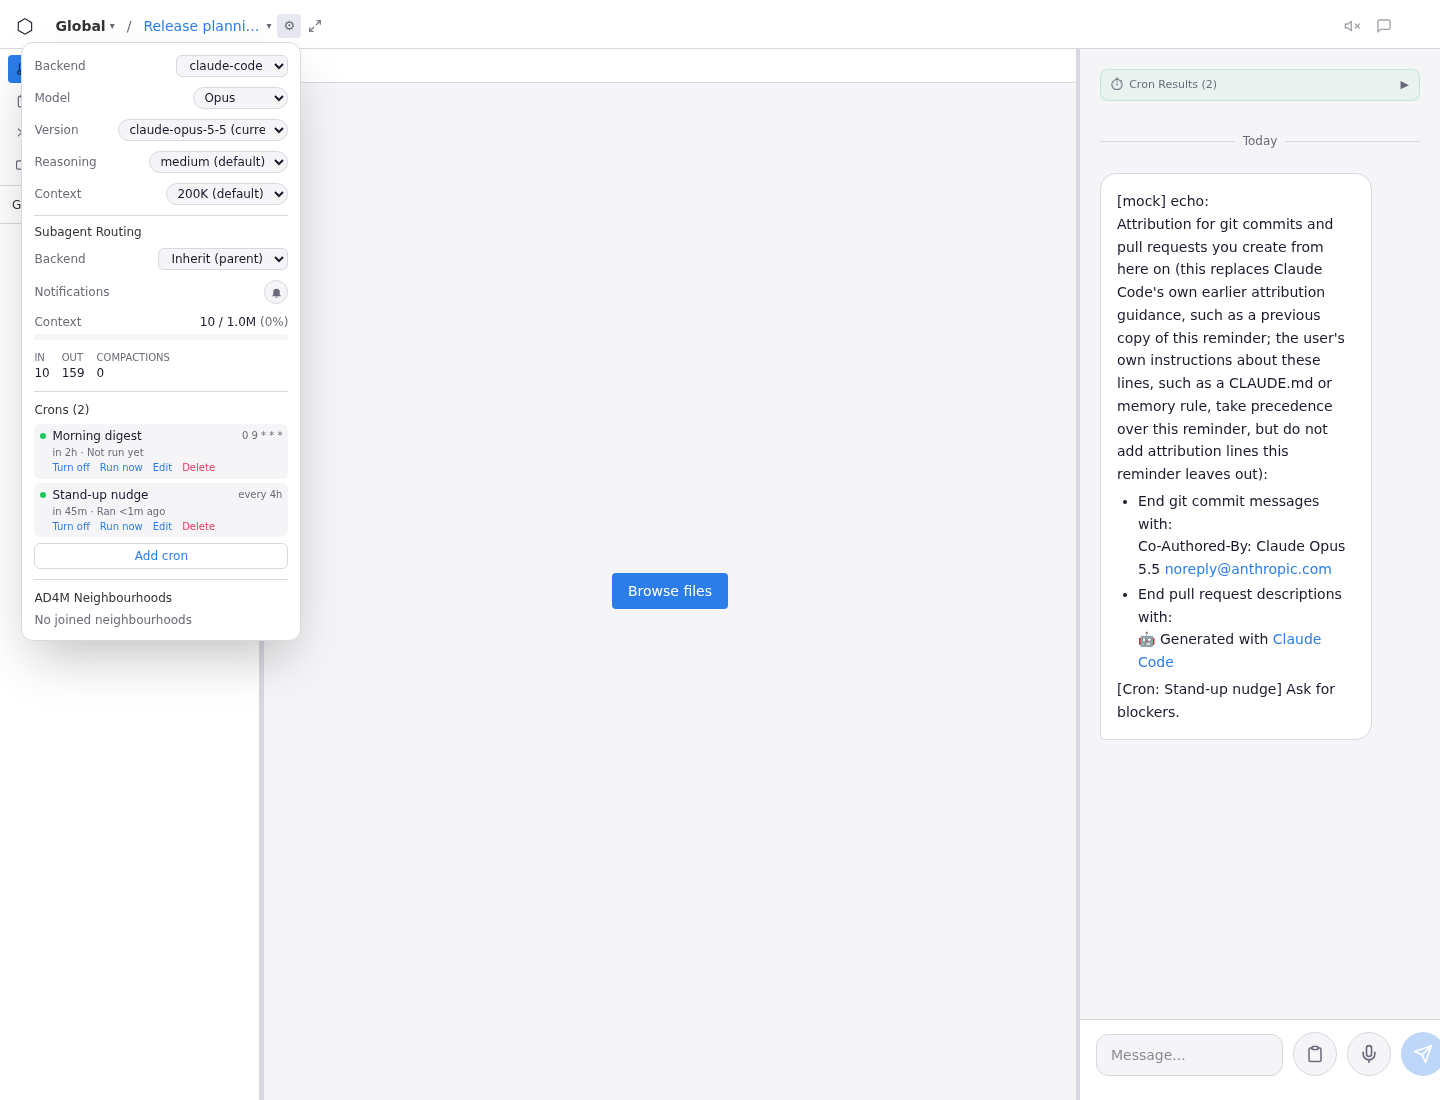 Global ▾ / Release planni... ▾
Backend claude-code
Model Opus
Version claude-opus-5-5 (curre
Reasoning medium (default)
Context 200K (default)
Subagent Routing
Backend Inherit (parent)
Notifications
Context 10 / 1.0M (0%)
IN OUT COMPACTIONS
10 159 0
Crons (2)
Morning digest 0 9 * * *
in 2h · Not run yet
Turn off Run now Edit Delete
Stand-up nudge every 4h
in 45m · Ran <1m ago
Turn off Run now Edit Delete
Add cron
AD4M Neighbourhoods
No joined neighbourhoods
G
Browse files
Cron Results (2)
Today
[mock] echo:
Attribution for git commits and
pull requests you create from
here on (this replaces Claude
Code's own earlier attribution
guidance, such as a previous
copy of this reminder; the user's
own instructions about these
lines, such as a CLAUDE.md or
memory rule, take precedence
over this reminder, but do not
add attribution lines this
reminder leaves out):
• End git commit messages
with:
Co-Authored-By: Claude Opus
5.5 noreply@anthropic.com
• End pull request descriptions
with:
🤖 Generated with Claude
Code
[Cron: Stand-up nudge] Ask for
blockers.
Message...